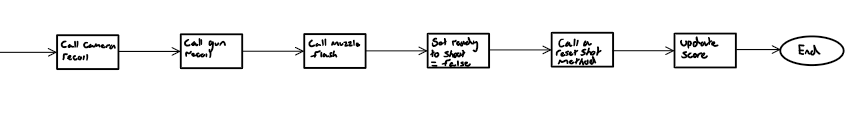 Call Camera
recoil
Call gun
recoil
Call muzzle
flash
Set ready
to shoot
= false
Call a
reset shot
method
update
score
End